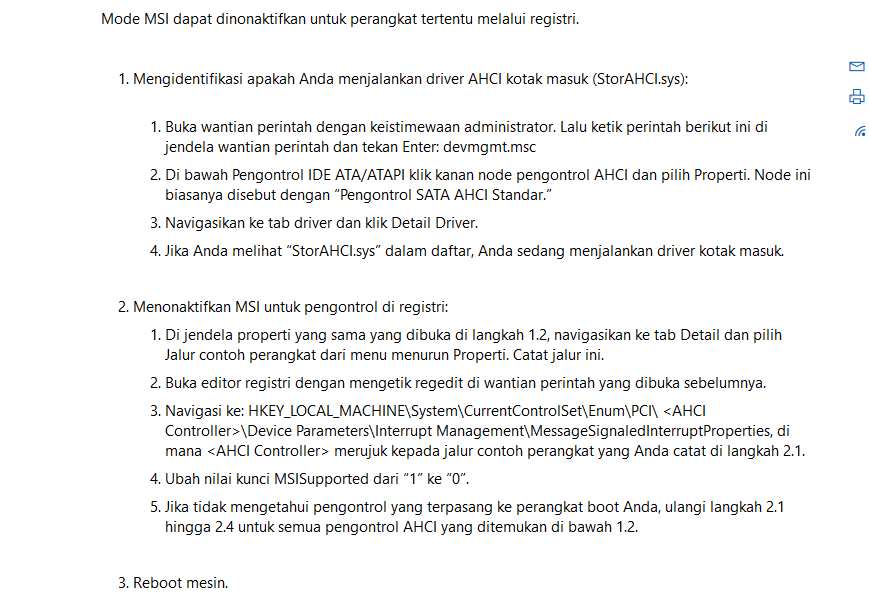 Mode MSI dapat dinonaktifkan untuk perangkat tertentu melalui registri.
1. Mengidentifikasi apakah Anda menjalankan driver AHCI kotak masuk (StorAHCI.sys):
1. Buka wantian perintah dengan keistimewaan administrator. Lalu ketik perintah berikut ini di
jendela wantian perintah dan tekan Enter: devmgmt.msc
2. Di bawah Pengontrol IDE ATA/ATAPI klik kanan node pengontrol AHCI dan pilih Properti. Node ini
biasanya disebut dengan “Pengontrol SATA AHCI Standar.”
3. Navigasikan ke tab driver dan klik Detail Driver.
4. Jika Anda melihat “StorAHCI.sys” dalam daftar, Anda sedang menjalankan driver kotak masuk.
2. Menonaktifkan MSI untuk pengontrol di registri:
1. Di jendela properti yang sama yang dibuka di langkah 1.2, navigasikan ke tab Detail dan pilih
Jalur contoh perangkat dari menu menurun Properti. Catat jalur ini.
2. Buka editor registri dengan mengetik regedit di wantian perintah yang dibuka sebelumnya.
3. Navigasi ke: HKEY_LOCAL_MACHINE\System\CurrentControlSet\Enum\PCI\ <AHCI
Controller>\Device Parameters\Interrupt Management\MessageSignaledInterruptProperties, di
mana <AHCI Controller> merujuk kepada jalur contoh perangkat yang Anda catat di langkah 2.1.
4. Ubah nilai kunci MSISupported dari “1” ke “0”.
5. Jika tidak mengetahui pengontrol yang terpasang ke perangkat boot Anda, ulangi langkah 2.1
hingga 2.4 untuk semua pengontrol AHCI yang ditemukan di bawah 1.2.
3. Reboot mesin.